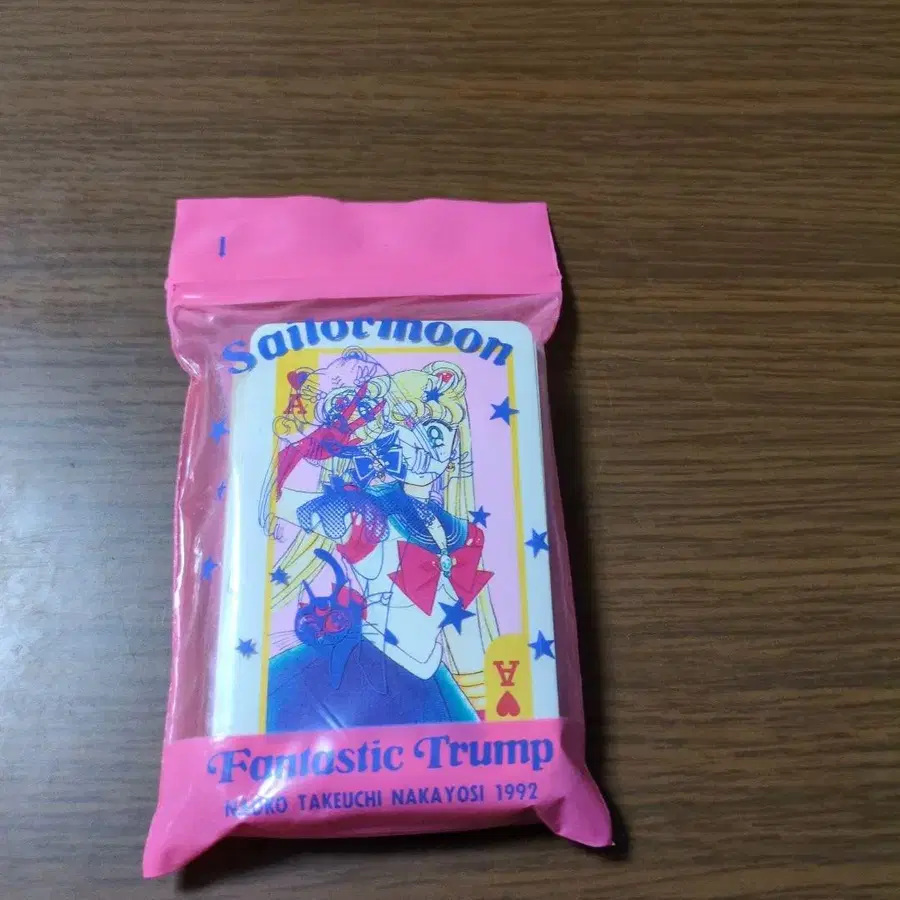 Sailormoon
A
A
Fantastic Trump
NAOKO TAKEUCHI NAKAYOSI 1992